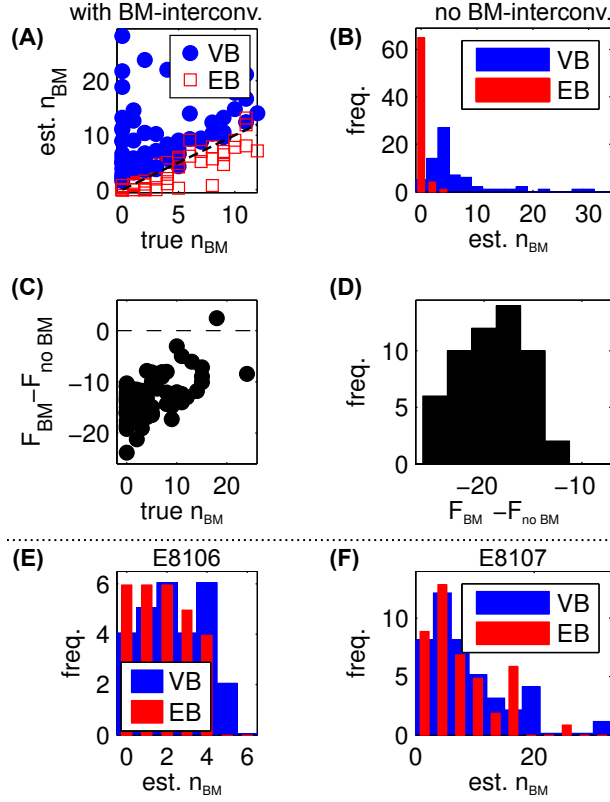 with BM-interconv.
no BM-interconv.
(A)
VB
EB
est. n_BM
20
10
0
0
5
10
true n_BM
(B)
VB
EB
freq.
60
40
20
0
0
10
20
30
est. n_BM
(C)
F_BM−F_no BM
0
−10
−20
0
10
20
true n_BM
(D)
freq.
10
5
0
−20
−10
F_BM −F_no BM
(E)
E8106
freq.
6
4
2
0
VB
EB
0
2
4
6
est. n_BM
(F)
E8107
freq.
10
5
0
VB
EB
0
20
est. n_BM